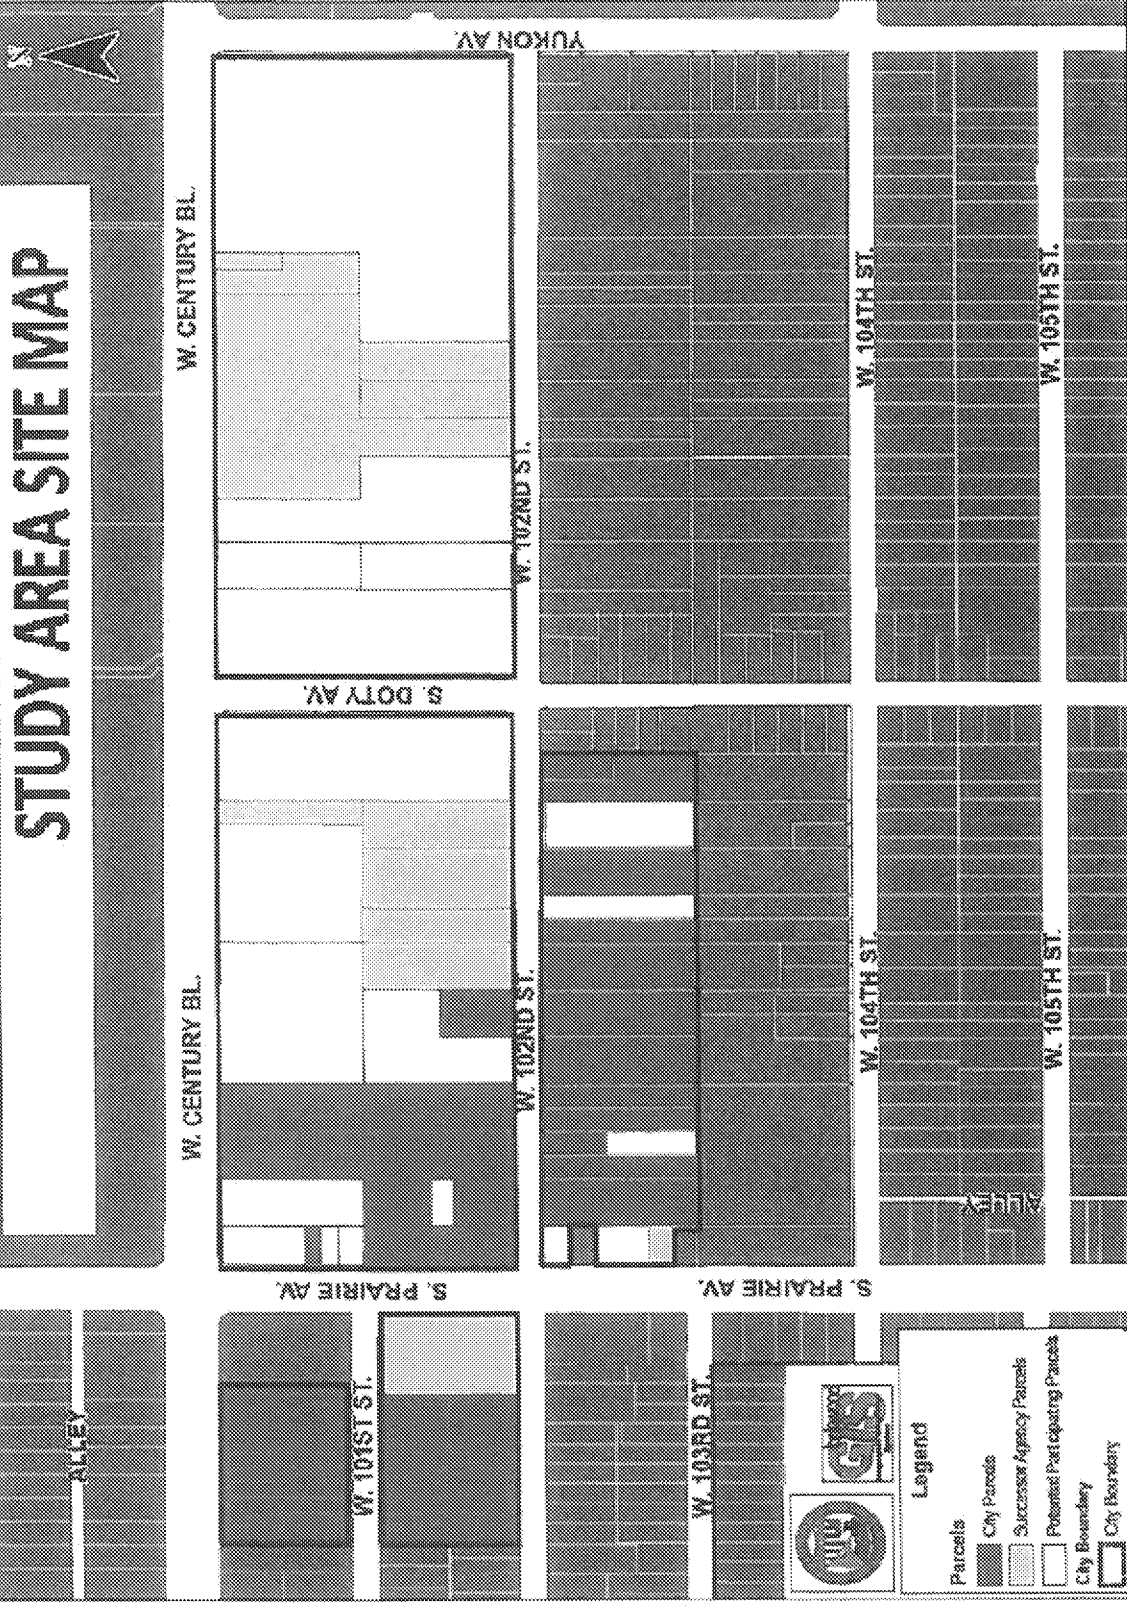 STUDY AREA SITE MAP
N
W. CENTURY BL.
W. CENTURY BL.
YUKON AV.
S. DOTY AV.
S. PRAIRIE AV.
S. PRAIRIE AV.
ALLEY
W. 101ST ST.
W. 102ND ST.
W. 102ND ST.
W. 103RD ST.
W. 104TH ST.
W. 104TH ST.
ALLEY
W. 105TH ST.
W. 105TH ST.
GIS
Legend
Parcels
City Parcels
Successor Agency Parcels
Potential Participating Parcels
City Boundary
City Boundary